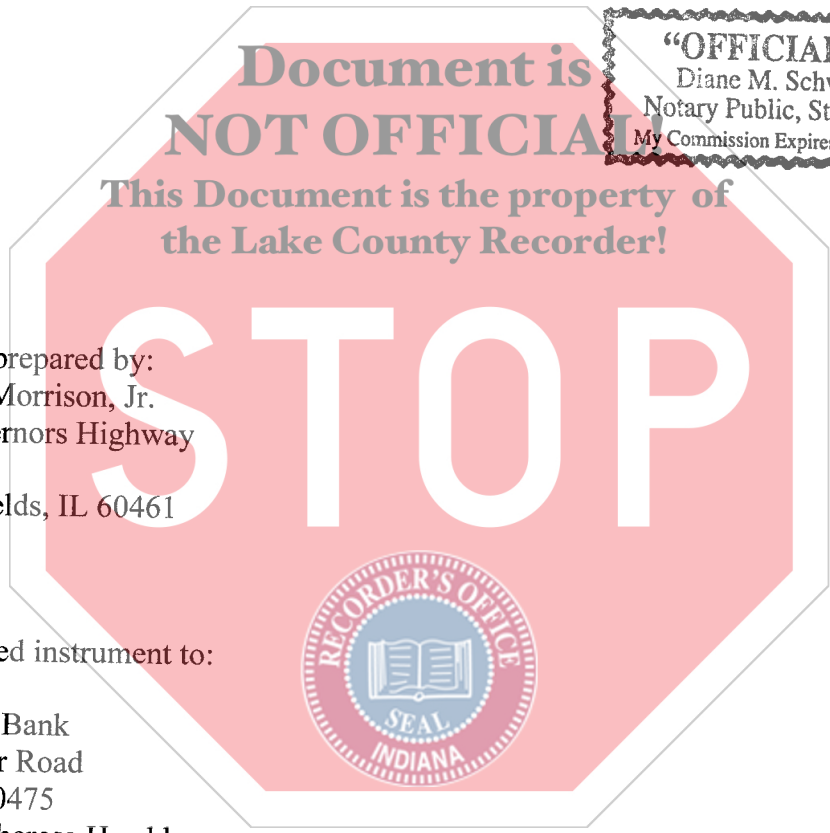 Document is
NOT OFFICIAL!
This Document is the property of
the Lake County Recorder!
"OFFICIAL
Diane M. Schw
Notary Public, St
My Commission Expires
prepared by:
Morrison, Jr.
ernors Highway
elds, IL 60461
STOP
RECORDER'S OFFICE
SEAL
INDIANA
ed instrument to:
Bank
r Road
0475